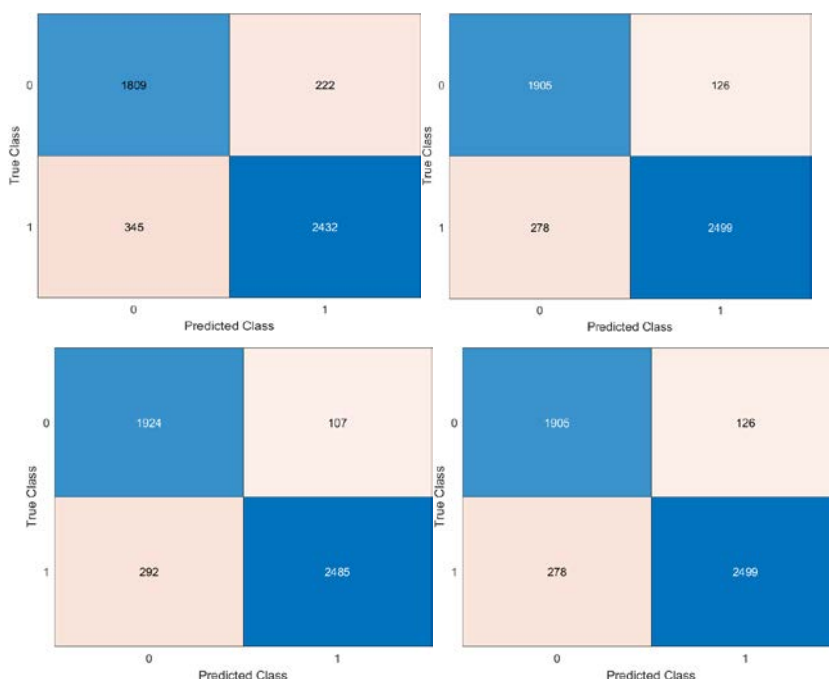 0 1809 222
True Class
1 345 2432
0 1
Predicted Class
0 1905 126
True Class
1 278 2499
0 1
Predicted Class
0 1924 107
True Class
1 292 2485
0 1
Predicted Class
0 1905 126
True Class
1 278 2499
0 1
Predicted Class